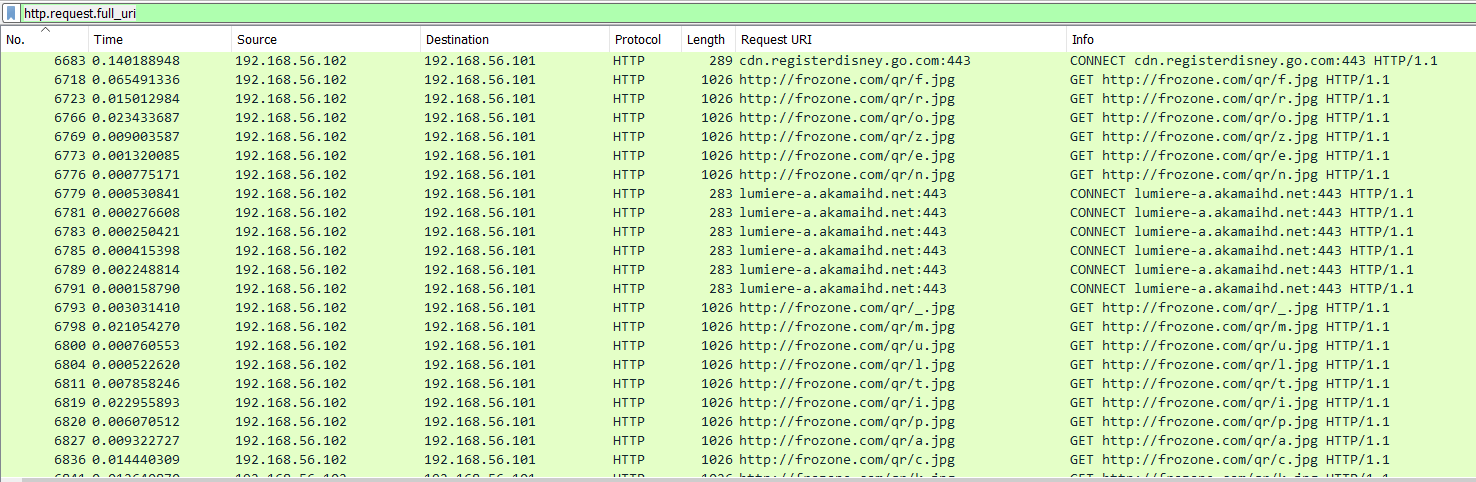 http.request.full_uri
No. Time Source Destination Protocol Length Request URI Info
6683 0.140188948 192.168.56.102 192.168.56.101 HTTP 289 cdn.registerdisney.go.com:443 CONNECT cdn.registerdisney.go.com:443 HTTP/1.1
6718 0.065491336 192.168.56.102 192.168.56.101 HTTP 1026 http://frozone.com/qr/f.jpg GET http://frozone.com/qr/f.jpg HTTP/1.1
6723 0.015012984 192.168.56.102 192.168.56.101 HTTP 1026 http://frozone.com/qr/r.jpg GET http://frozone.com/qr/r.jpg HTTP/1.1
6766 0.023433687 192.168.56.102 192.168.56.101 HTTP 1026 http://frozone.com/qr/o.jpg GET http://frozone.com/qr/o.jpg HTTP/1.1
6769 0.009003587 192.168.56.102 192.168.56.101 HTTP 1026 http://frozone.com/qr/z.jpg GET http://frozone.com/qr/z.jpg HTTP/1.1
6773 0.001320085 192.168.56.102 192.168.56.101 HTTP 1026 http://frozone.com/qr/e.jpg GET http://frozone.com/qr/e.jpg HTTP/1.1
6776 0.000775171 192.168.56.102 192.168.56.101 HTTP 1026 http://frozone.com/qr/n.jpg GET http://frozone.com/qr/n.jpg HTTP/1.1
6779 0.000530841 192.168.56.102 192.168.56.101 HTTP 283 lumiere-a.akamaihd.net:443 CONNECT lumiere-a.akamaihd.net:443 HTTP/1.1
6781 0.000276608 192.168.56.102 192.168.56.101 HTTP 283 lumiere-a.akamaihd.net:443 CONNECT lumiere-a.akamaihd.net:443 HTTP/1.1
6783 0.000250421 192.168.56.102 192.168.56.101 HTTP 283 lumiere-a.akamaihd.net:443 CONNECT lumiere-a.akamaihd.net:443 HTTP/1.1
6785 0.000415398 192.168.56.102 192.168.56.101 HTTP 283 lumiere-a.akamaihd.net:443 CONNECT lumiere-a.akamaihd.net:443 HTTP/1.1
6789 0.002248814 192.168.56.102 192.168.56.101 HTTP 283 lumiere-a.akamaihd.net:443 CONNECT lumiere-a.akamaihd.net:443 HTTP/1.1
6791 0.000158790 192.168.56.102 192.168.56.101 HTTP 283 lumiere-a.akamaihd.net:443 CONNECT lumiere-a.akamaihd.net:443 HTTP/1.1
6793 0.003031410 192.168.56.102 192.168.56.101 HTTP 1026 http://frozone.com/qr/_.jpg GET http://frozone.com/qr/_.jpg HTTP/1.1
6798 0.021054270 192.168.56.102 192.168.56.101 HTTP 1026 http://frozone.com/qr/m.jpg GET http://frozone.com/qr/m.jpg HTTP/1.1
6800 0.000760553 192.168.56.102 192.168.56.101 HTTP 1026 http://frozone.com/qr/u.jpg GET http://frozone.com/qr/u.jpg HTTP/1.1
6804 0.000522620 192.168.56.102 192.168.56.101 HTTP 1026 http://frozone.com/qr/l.jpg GET http://frozone.com/qr/l.jpg HTTP/1.1
6811 0.007858246 192.168.56.102 192.168.56.101 HTTP 1026 http://frozone.com/qr/t.jpg GET http://frozone.com/qr/t.jpg HTTP/1.1
6819 0.022955893 192.168.56.102 192.168.56.101 HTTP 1026 http://frozone.com/qr/i.jpg GET http://frozone.com/qr/i.jpg HTTP/1.1
6820 0.006070512 192.168.56.102 192.168.56.101 HTTP 1026 http://frozone.com/qr/p.jpg GET http://frozone.com/qr/p.jpg HTTP/1.1
6827 0.009322727 192.168.56.102 192.168.56.101 HTTP 1026 http://frozone.com/qr/a.jpg GET http://frozone.com/qr/a.jpg HTTP/1.1
6836 0.014440309 192.168.56.102 192.168.56.101 HTTP 1026 http://frozone.com/qr/c.jpg GET http://frozone.com/qr/c.jpg HTTP/1.1